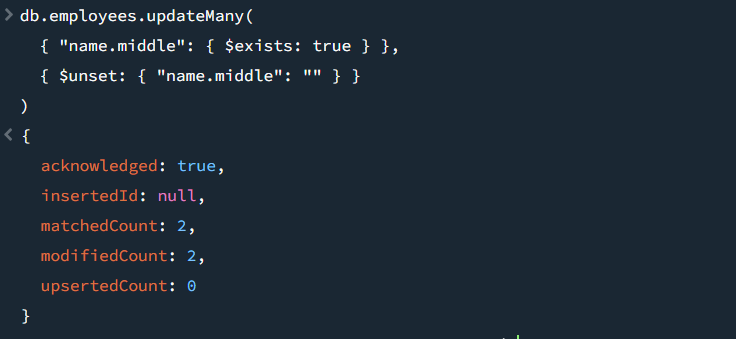 db.employees.updateMany(
{ "name.middle": { $exists: true } },
{ $unset: { "name.middle": "" } }
)
{
acknowledged: true,
insertedId: null,
matchedCount: 2,
modifiedCount: 2,
upsertedCount: 0
}